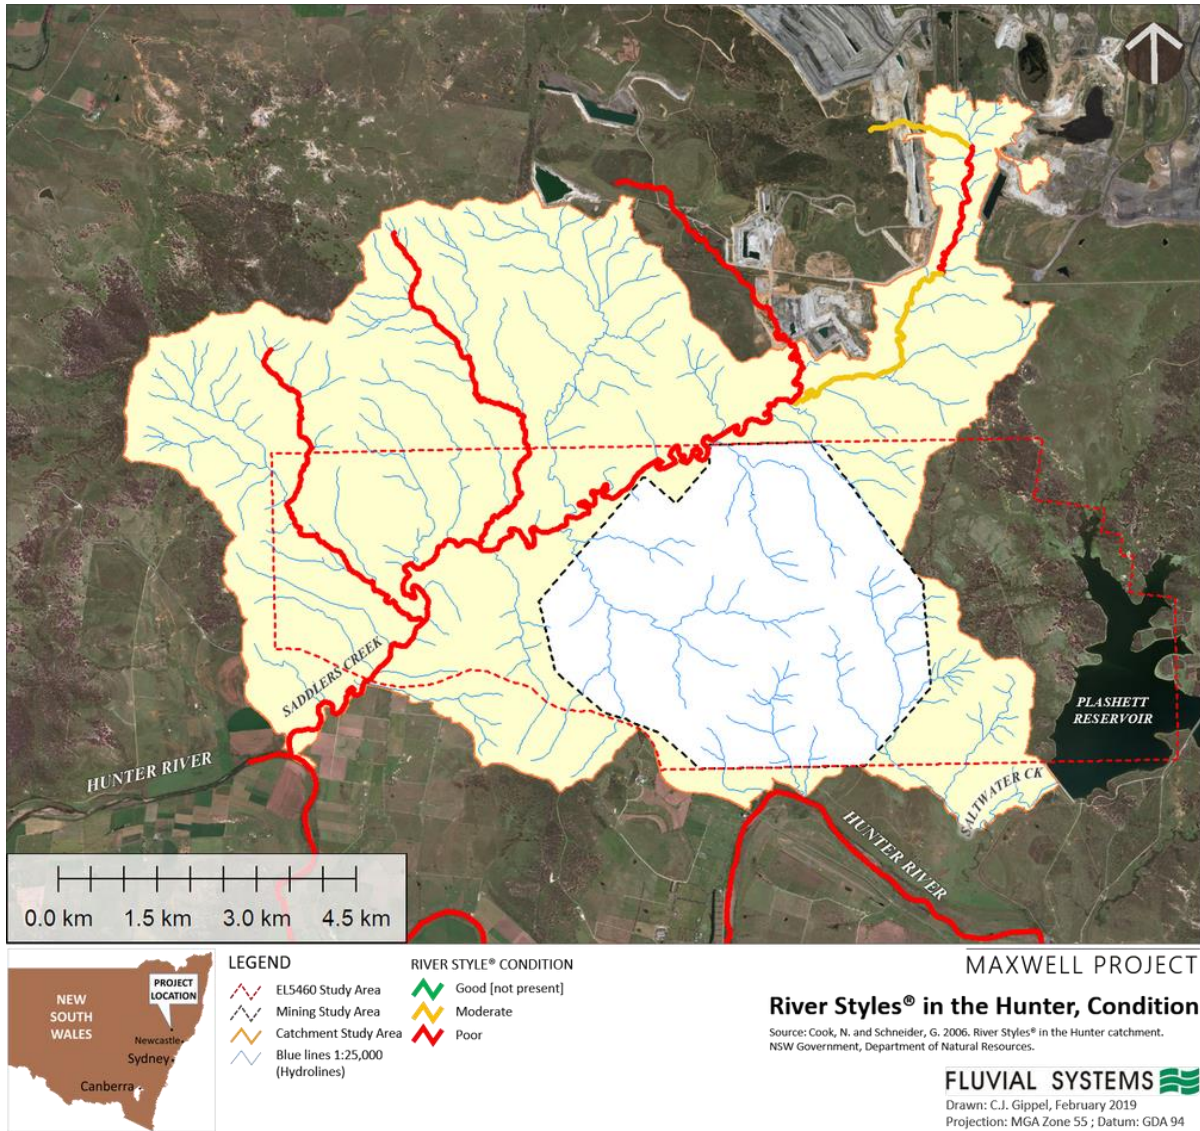 SADDLERS CREEK
HUNTER RIVER
PLASHETT
RESERVOIR
SALTWATER CK
HUNTER RIVER
0.0 km 1.5 km 3.0 km 4.5 km
NEW
SOUTH
WALES
PROJECT
LOCATION
Newcastle
Sydney
Canberra
LEGEND
EL5460 Study Area
Mining Study Area
Catchment Study Area
Blue lines 1:25,000
(Hydrolines)
RIVER STYLE® CONDITION
Good [not present]
Moderate
Poor
MAXWELL PROJECT
River Styles® in the Hunter, Condition
Source: Cook, N. and Schneider, G. 2006. River Styles® in the Hunter catchment.
NSW Government, Department of Natural Resources.
FLUVIAL SYSTEMS
Drawn: C.J. Gippel, February 2019
Projection: MGA Zone 55 ; Datum: GDA 94